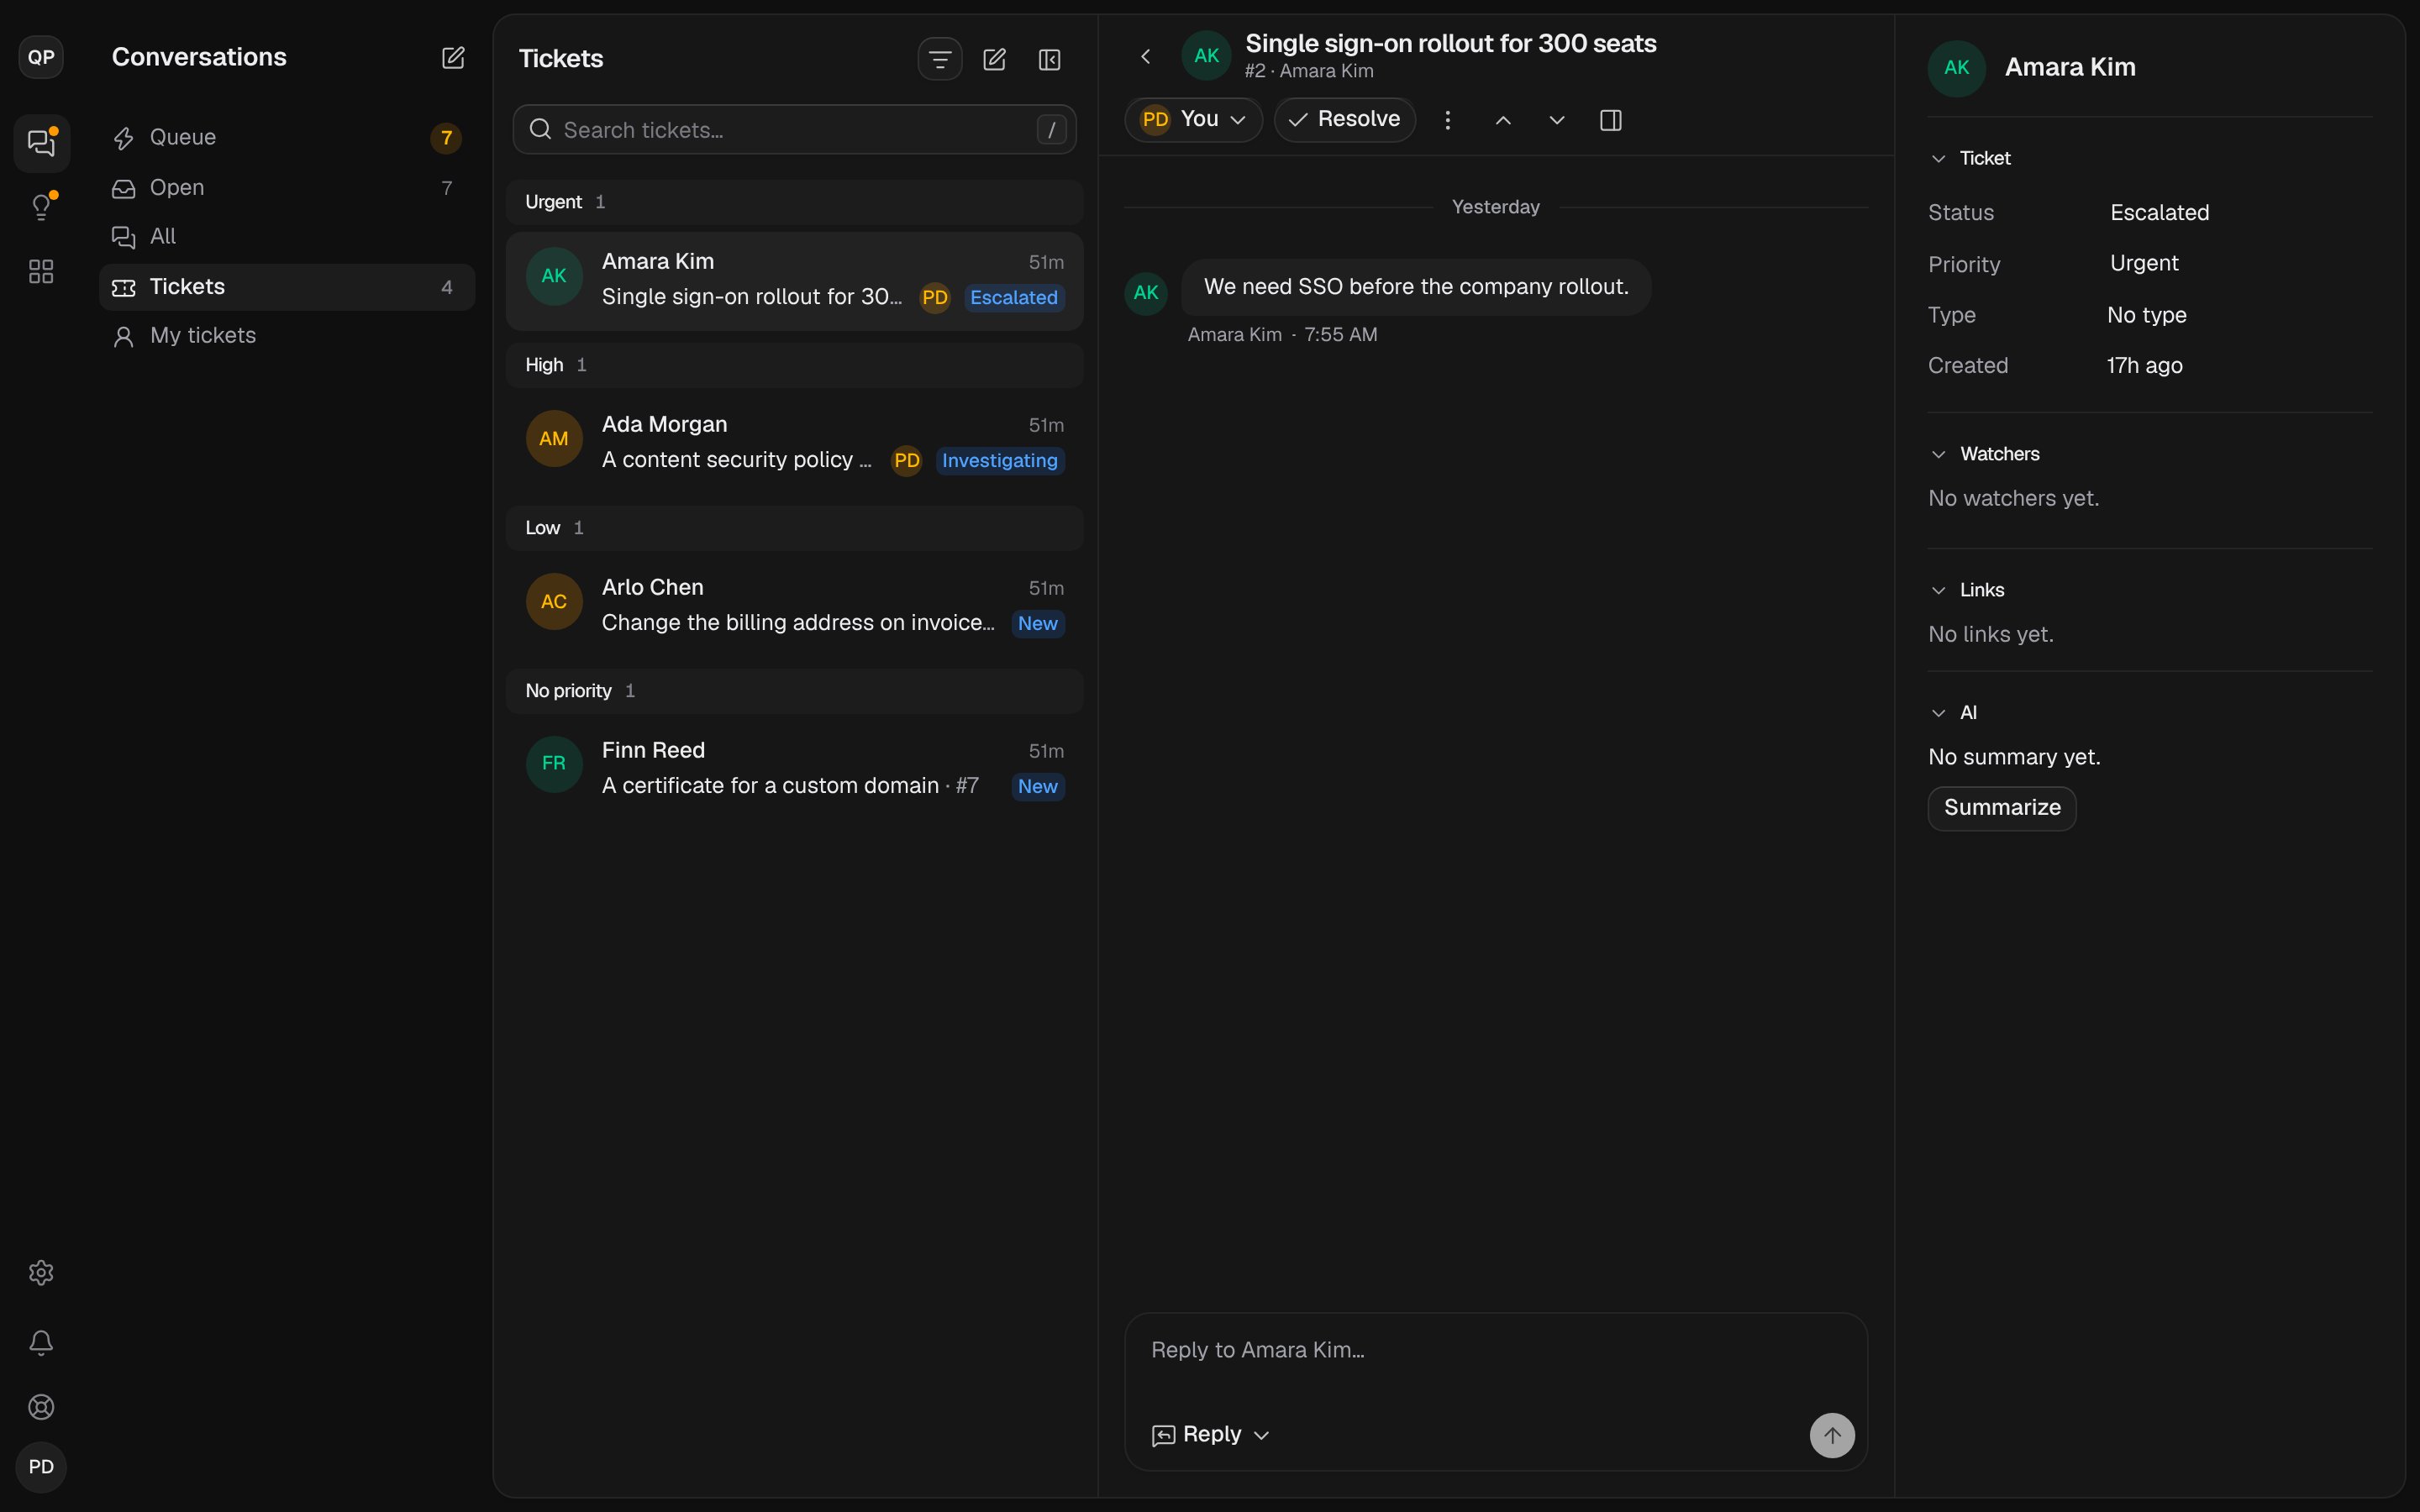 QP
Conversations
Queue 7
Open 7
All
Tickets 4
My tickets
PD
Tickets
Search tickets... /
Urgent 1
AK Amara Kim 51m
Single sign-on rollout for 30... PD Escalated
High 1
AM Ada Morgan 51m
A content security policy ... PD Investigating
Low 1
AC Arlo Chen 51m
Change the billing address on invoice... New
No priority 1
FR Finn Reed 51m
A certificate for a custom domain · #7 New
AK Single sign-on rollout for 300 seats
#2 · Amara Kim
PD You Resolve
Yesterday
AK We need SSO before the company rollout.
Amara Kim · 7:55 AM
Reply to Amara Kim...
Reply
AK Amara Kim
Ticket
Status Escalated
Priority Urgent
Type No type
Created 17h ago
Watchers
No watchers yet.
Links
No links yet.
AI
No summary yet.
Summarize